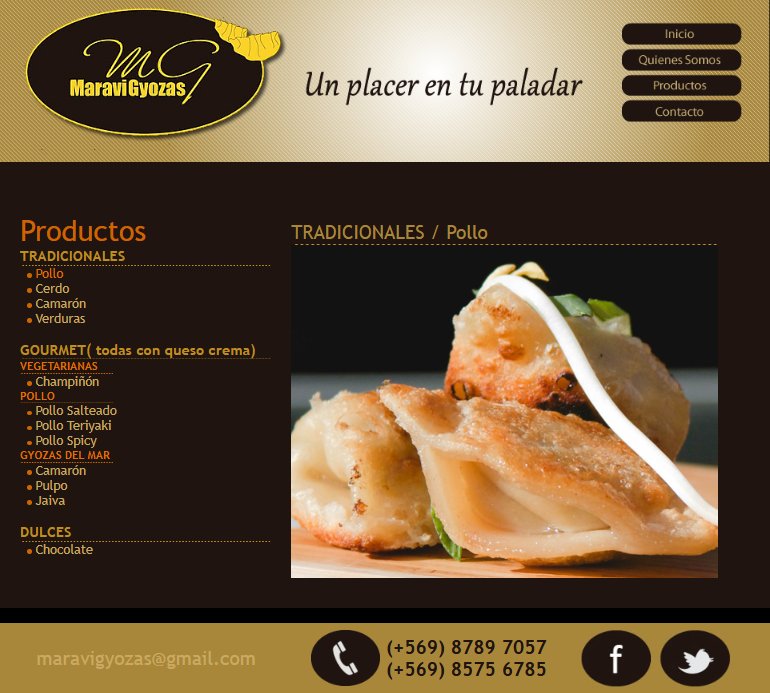 MG
MaraviGyozas
Un placer en tu paladar
Inicio
Quienes Somos
Productos
Contacto
Productos
TRADICIONALES
Pollo
Cerdo
Camarón
Verduras
GOURMET( todas con queso crema)
VEGETARIANAS
Champiñón
POLLO
Pollo Salteado
Pollo Teriyaki
Pollo Spicy
GYOZAS DEL MAR
Camarón
Pulpo
Jaiva
DULCES
Chocolate
TRADICIONALES / Pollo
maravigyozas@gmail.com
(+569) 8789 7057
(+569) 8575 6785
f